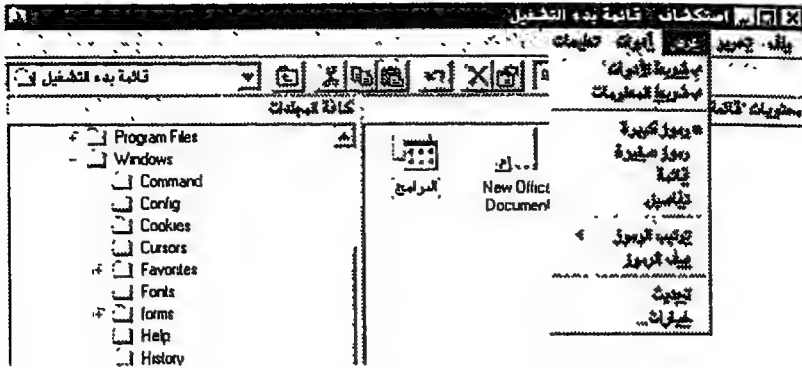 استكشاف - قائمة بدء التشغيل
ملف تحرير عرض أدوات تعليمات
قائمة بدء التشغيل
كافة المجلدات
محتويات "قائمة
Program Files
Windows
Command
Config
Cookies
Cursors
Favorites
Fonts
forms
Help
History
البرامج
New Office
Document
شريط الأدوات
شريط المعلومات
رموز كبيرة
رموز صغيرة
قائمة
تفاصيل
ترتيب الرموز
صف الرموز
تحديث
خيارات...